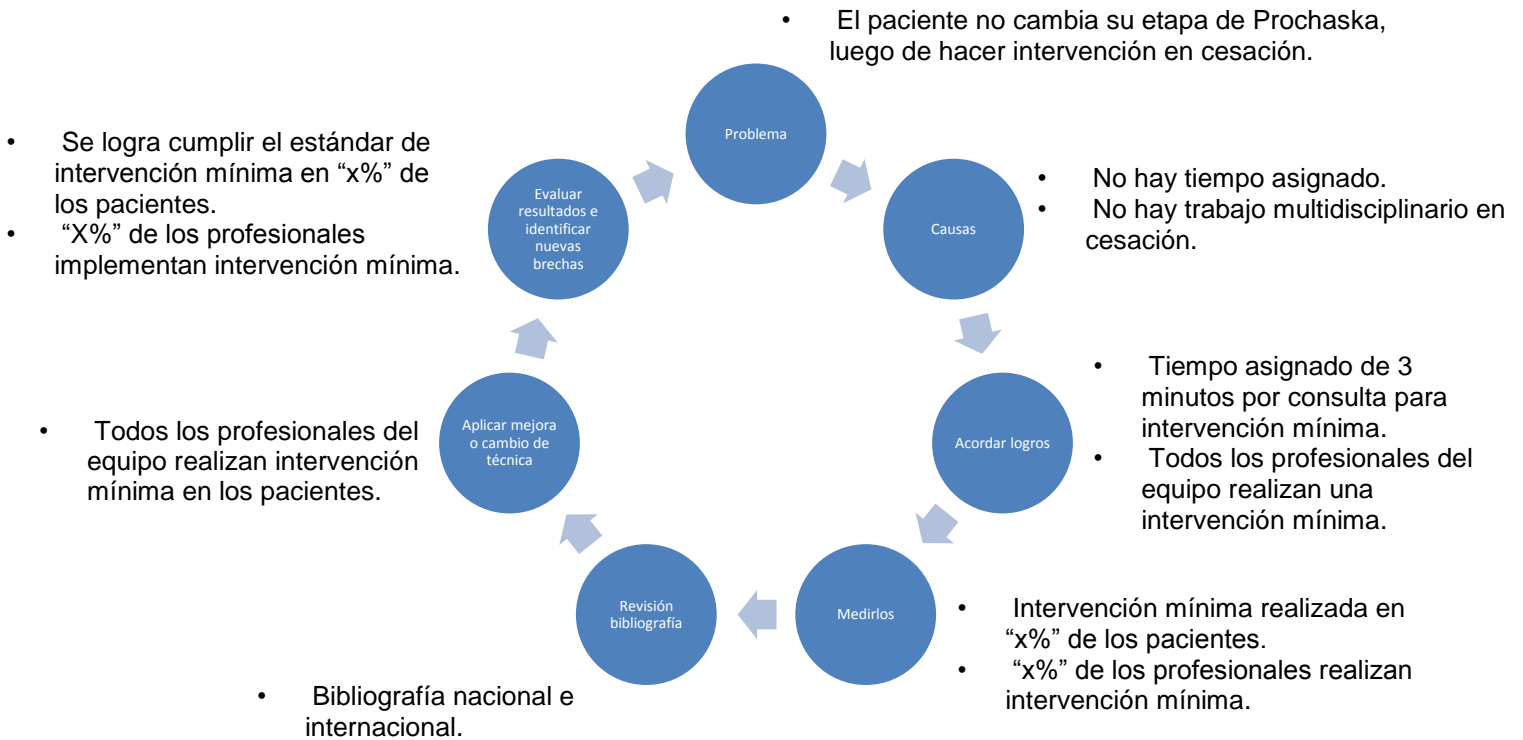 • El paciente no cambia su etapa de Prochaska,
luego de hacer intervención en cesación.
Problema
Causas
• No hay tiempo asignado.
• No hay trabajo multidisciplinario en
cesación.
Acordar logros
• Tiempo asignado de 3
minutos por consulta para
intervención mínima.
• Todos los profesionales del
equipo realizan una
intervención mínima.
Medirlos
• Intervención mínima realizada en
“x%” de los pacientes.
• “x%” de los profesionales realizan
intervención mínima.
Revisión
bibliografía
• Bibliografía nacional e
internacional.
Aplicar mejora
o cambio de
técnica
• Todos los profesionales del
equipo realizan intervención
mínima en los pacientes.
Evaluar
resultados e
identificar
nuevas
brechas
• Se logra cumplir el estándar de
intervención mínima en “x%” de
los pacientes.
• “X%” de los profesionales
implementan intervención mínima.